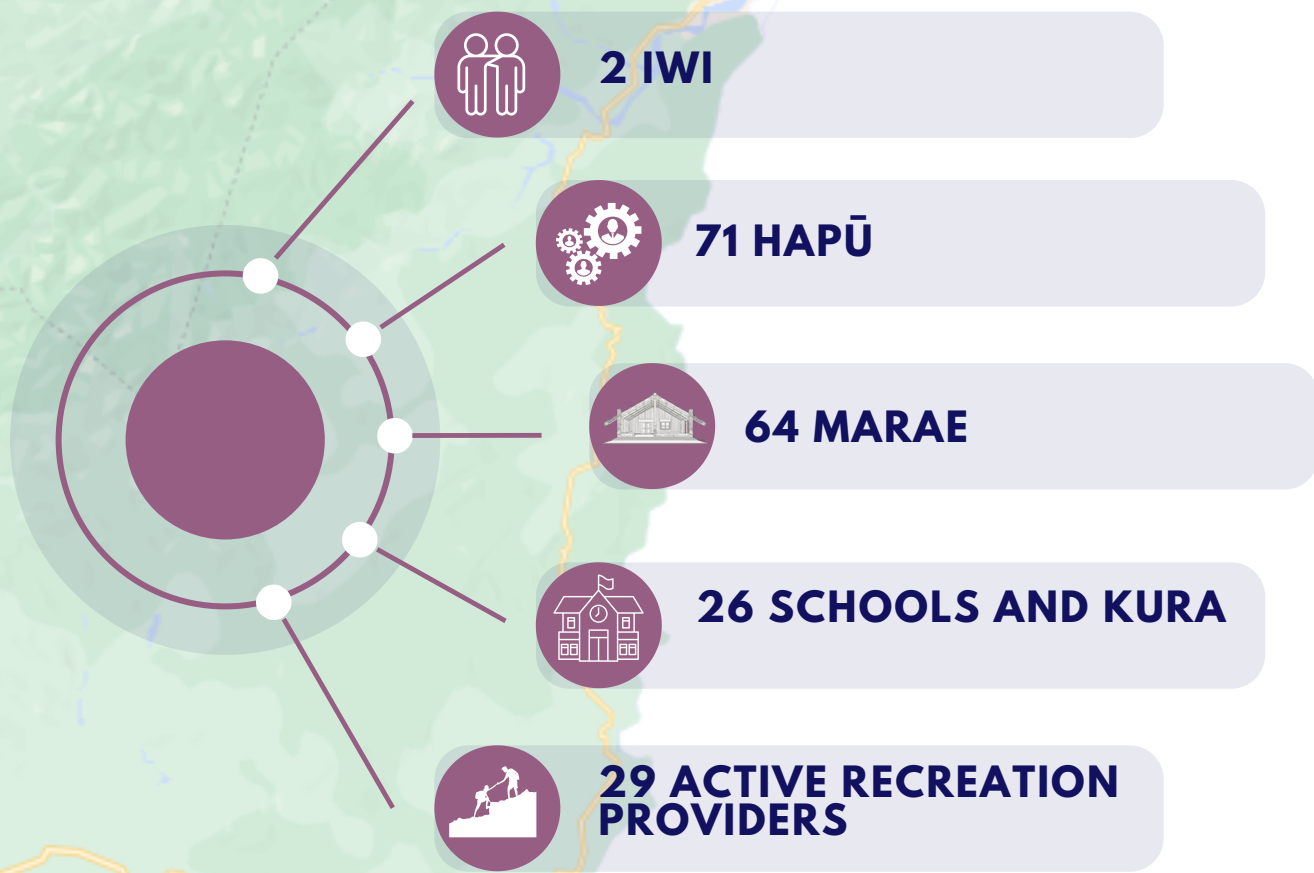 2 IWI
71 HAPŪ
64 MARAE
26 SCHOOLS AND KURA
29 ACTIVE RECREATION
PROVIDERS